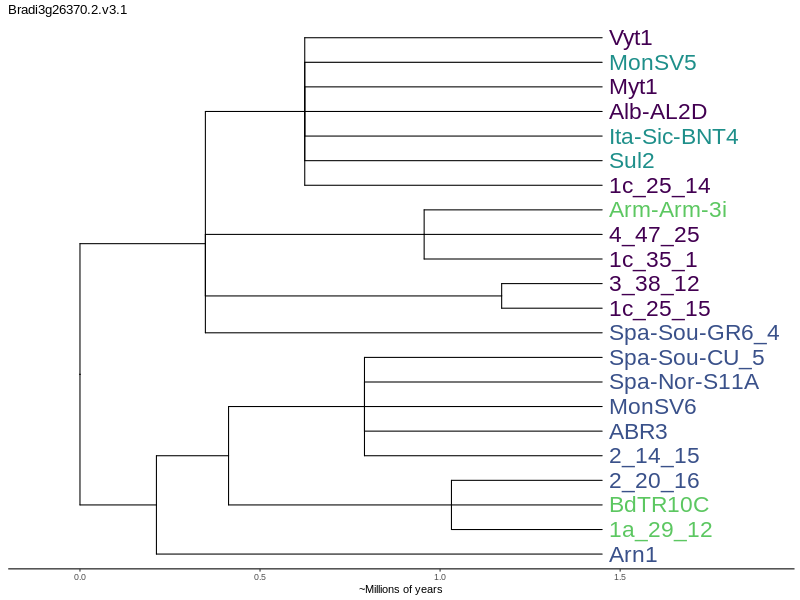 Bradi3g26370.2.v3.1
Vyt1
MonSV5
Myt1
Alb-AL2D
Ita-Sic-BNT4
Sul2
1c_25_14
Arm-Arm-3i
4_47_25
1c_35_1
3_38_12
1c_25_15
Spa-Sou-GR6_4
Spa-Sou-CU_5
Spa-Nor-S11A
MonSV6
ABR3
2_14_15
2_20_16
BdTR10C
1a_29_12
Arn1
0.0 0.5 1.0 1.5
~Millions of years